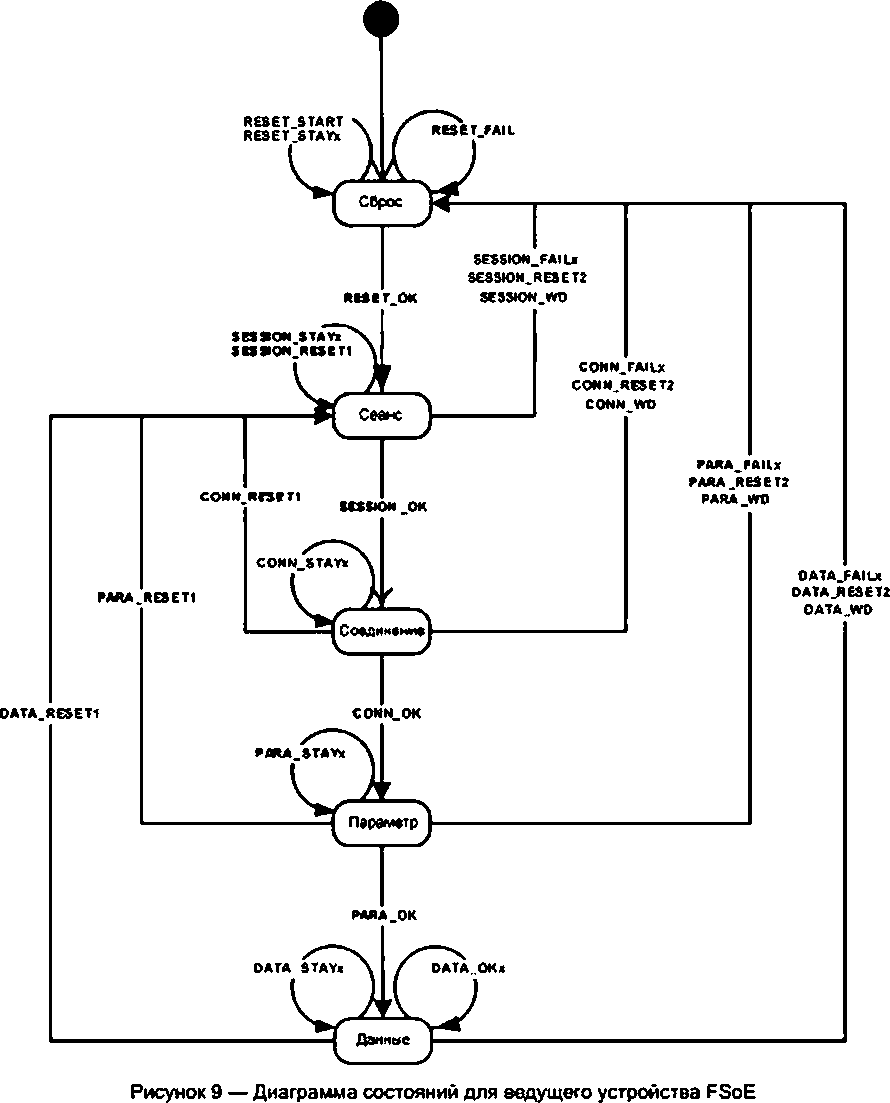 RESET_START
RESET_STAYx
RESET_FAIL
Сброс
SESSION_FAILx
SESSION_RESET2
SESSION_WD
RESET_OK
SESSION_STAYx
SESSION_RESET1
CONN_FAILx
CONN_RESET2
CONN_WD
Сеанс
PARA_FAILx
PARA_RESET2
PARA_WD
CONN_RESET1
SESSION_OK
CONN_STAYx
DATA_FAILx
DATA_RESET2
DATA_WD
PARA_RESET1
Соединение
DATA_RESET1
CONN_OK
PARA_STAYx
Параметр
PARA_OK
DATA_STAYx
DATA_OKx
Данные
Рисунок 9 — Диаграмма состояний для ведущего устройства FSoE